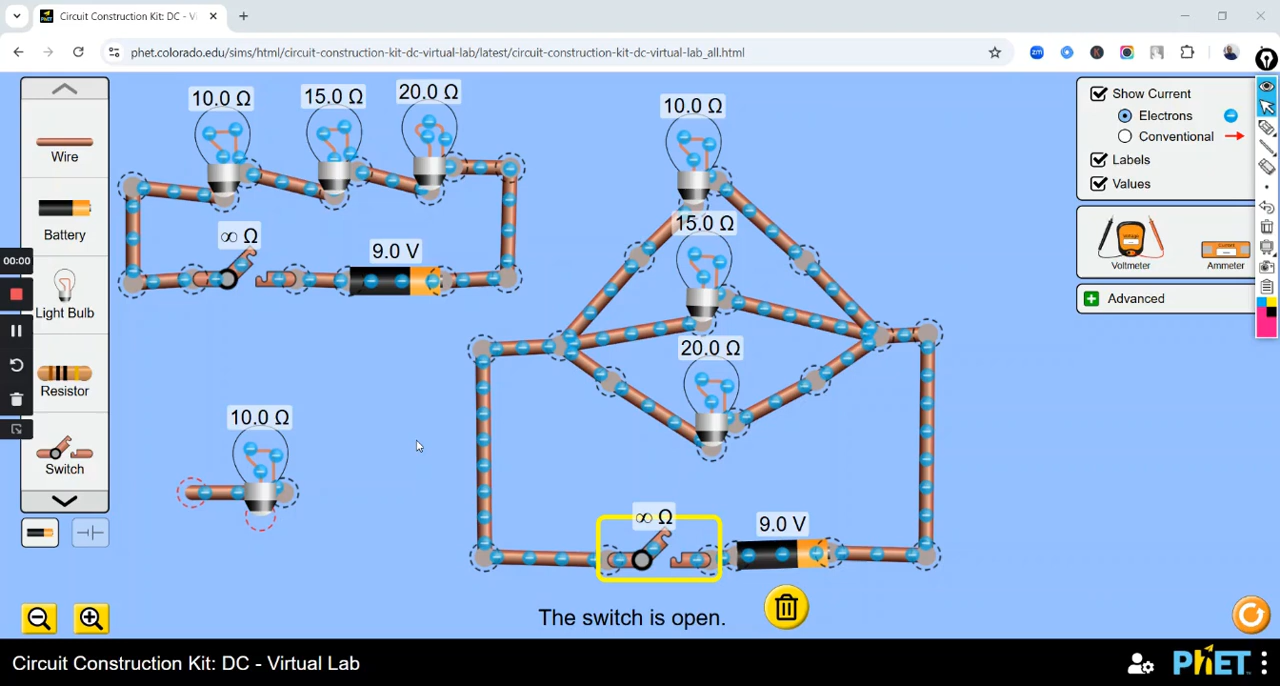 Circuit Construction Kit: DC - Vi
phet.colorado.edu/sims/html/circuit-construction-kit-dc-virtual-lab/latest/circuit-construction-kit-dc-virtual-lab_all.html
zm
K
10.0 Ω
15.0 Ω
20.0 Ω
∞ Ω
9.0 V
Wire
Battery
Light Bulb
Resistor
Switch
00:00
10.0 Ω
10.0 Ω
15.0 Ω
20.0 Ω
∞ Ω
9.0 V
The switch is open.
Show Current
Electrons
Conventional
Labels
Values
Voltmeter
Ammeter
Advanced
Circuit Construction Kit: DC - Virtual Lab
PhET